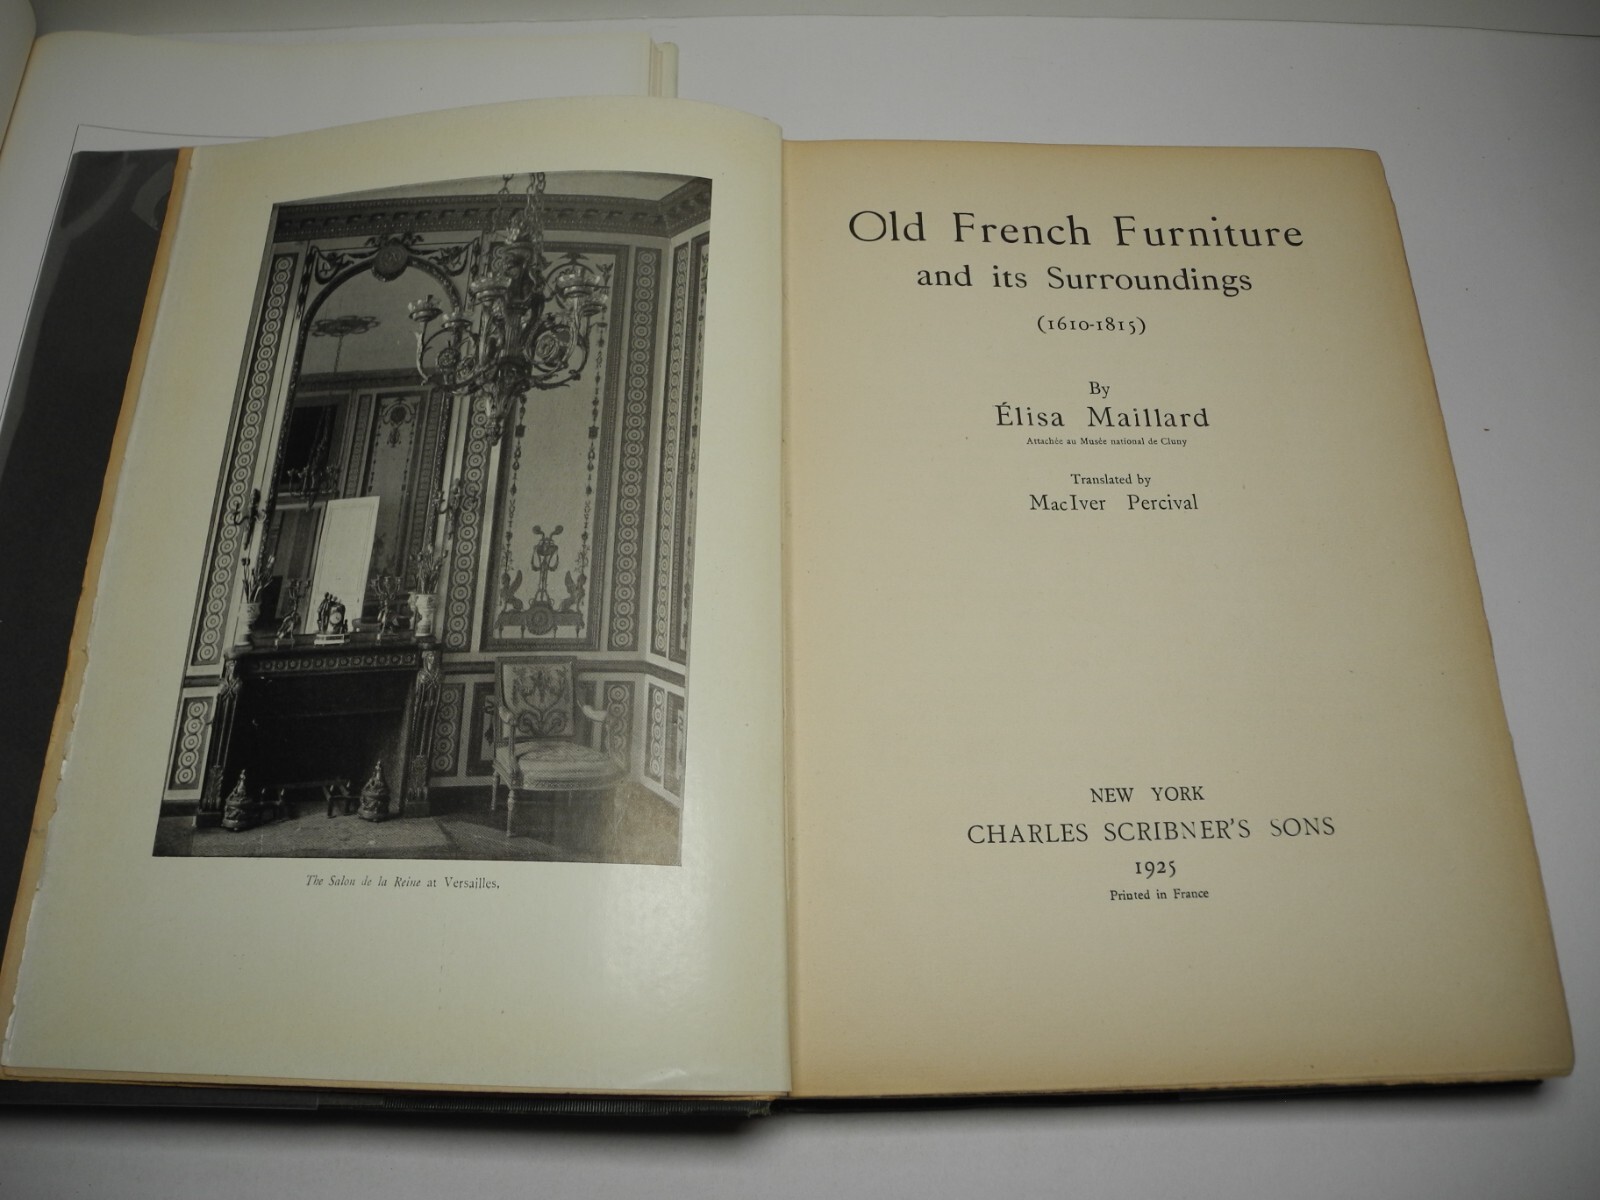 The Salon de la Reine at Versailles.
Old French Furniture
and its Surroundings
(1610-1815)
By
Élisa Maillard
Attachée au Musée national de Cluny
Translated by
MacIver Percival
NEW YORK
CHARLES SCRIBNER'S SONS
1925
Printed in France